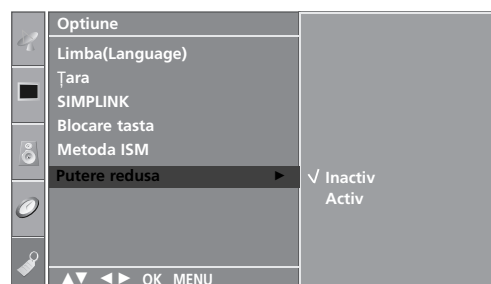 Optiune
Limba(Language)
Țara
SIMPLINK
Blocare tasta
Metoda ISM
Putere redusa ►
√ Inactiv
Activ
▲▼ ◄► OK MENU